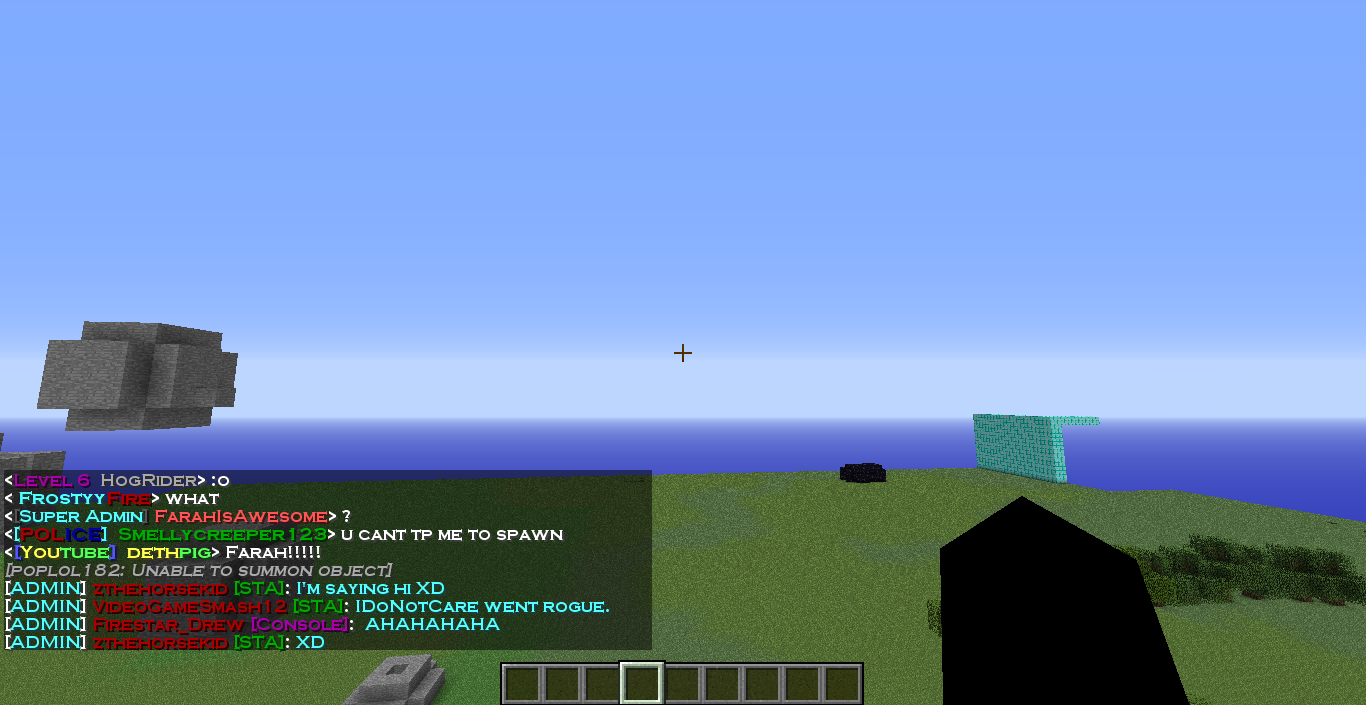 <Level 6 HogRider> :o
< FrostyyFire> what
<[Super Admin] FarahIsAwesome> ?
<[POLICE] Smellycreeper123> u cant tp me to spawn
<[YouTube] dethpig> Farah!!!!!
[poplol182: Unable to summon object]
[ADMIN] zthehorsekid [STA]: I'm saying hi XD
[ADMIN] VideoGameSmash12 [STA]: IDoNotCare went rogue.
[ADMIN] Firestar_Drew [Console]: AHAHAHAHA
[ADMIN] zthehorsekid [STA]: XD